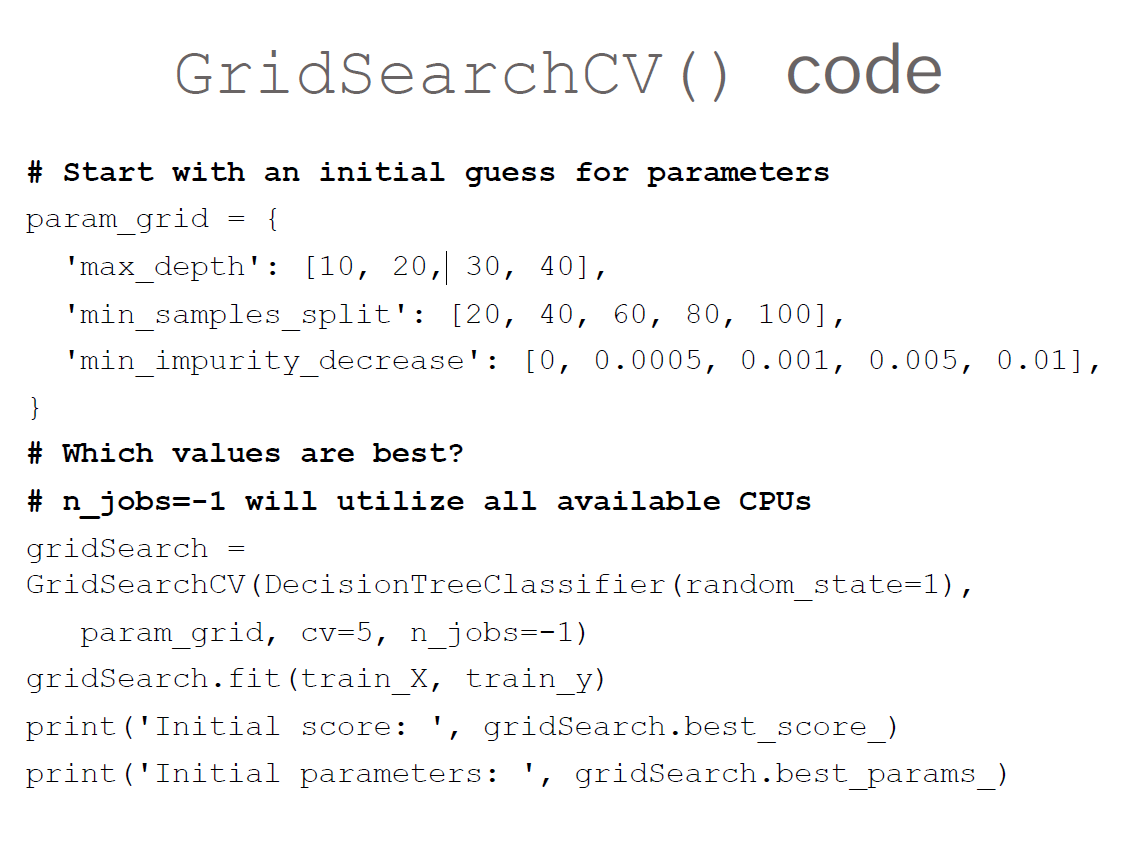 GridSearchCV() code
# Start with an initial guess for parameters
param_grid = {
'max_depth': [10, 20, 30, 40],
'min_samples_split': [20, 40, 60, 80, 100],
'min_impurity_decrease': [0, 0.0005, 0.001, 0.005, 0.01],
}
# Which values are best?
# n_jobs=-1 will utilize all available CPUs
gridSearch =
GridSearchCV(DecisionTreeClassifier(random_state=1),
param_grid, cv=5, n_jobs=-1)
gridSearch.fit(train_X, train_y)
print('Initial score: ', gridSearch.best_score_)
print('Initial parameters: ', gridSearch.best_params_)